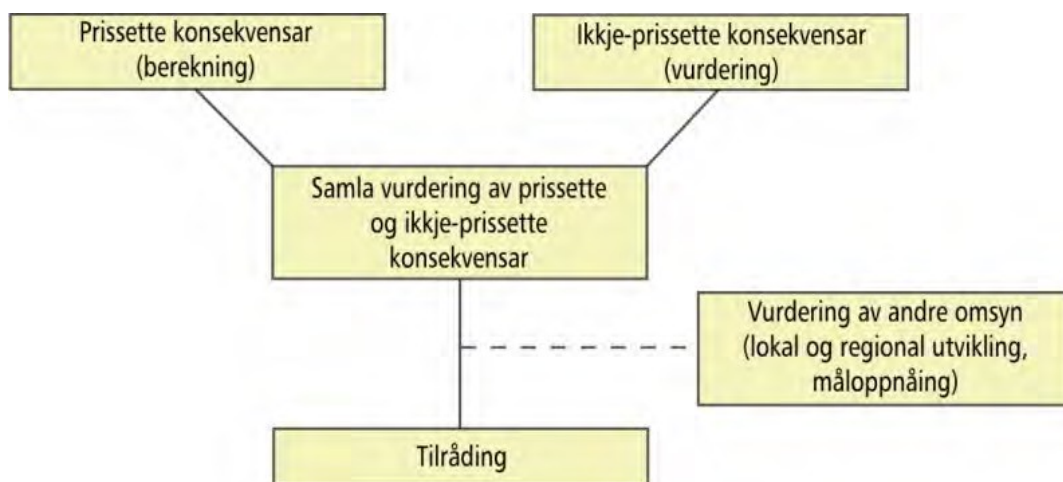 Prissette konsekvensar
(berekning)
Ikkje-prissette konsekvensar
(vurdering)
Samla vurdering av prissette
og ikkje-prissette
konsekvensar
Vurdering av andre omsyn
(lokal og regional utvikling,
måloppnåing)
Tilråding